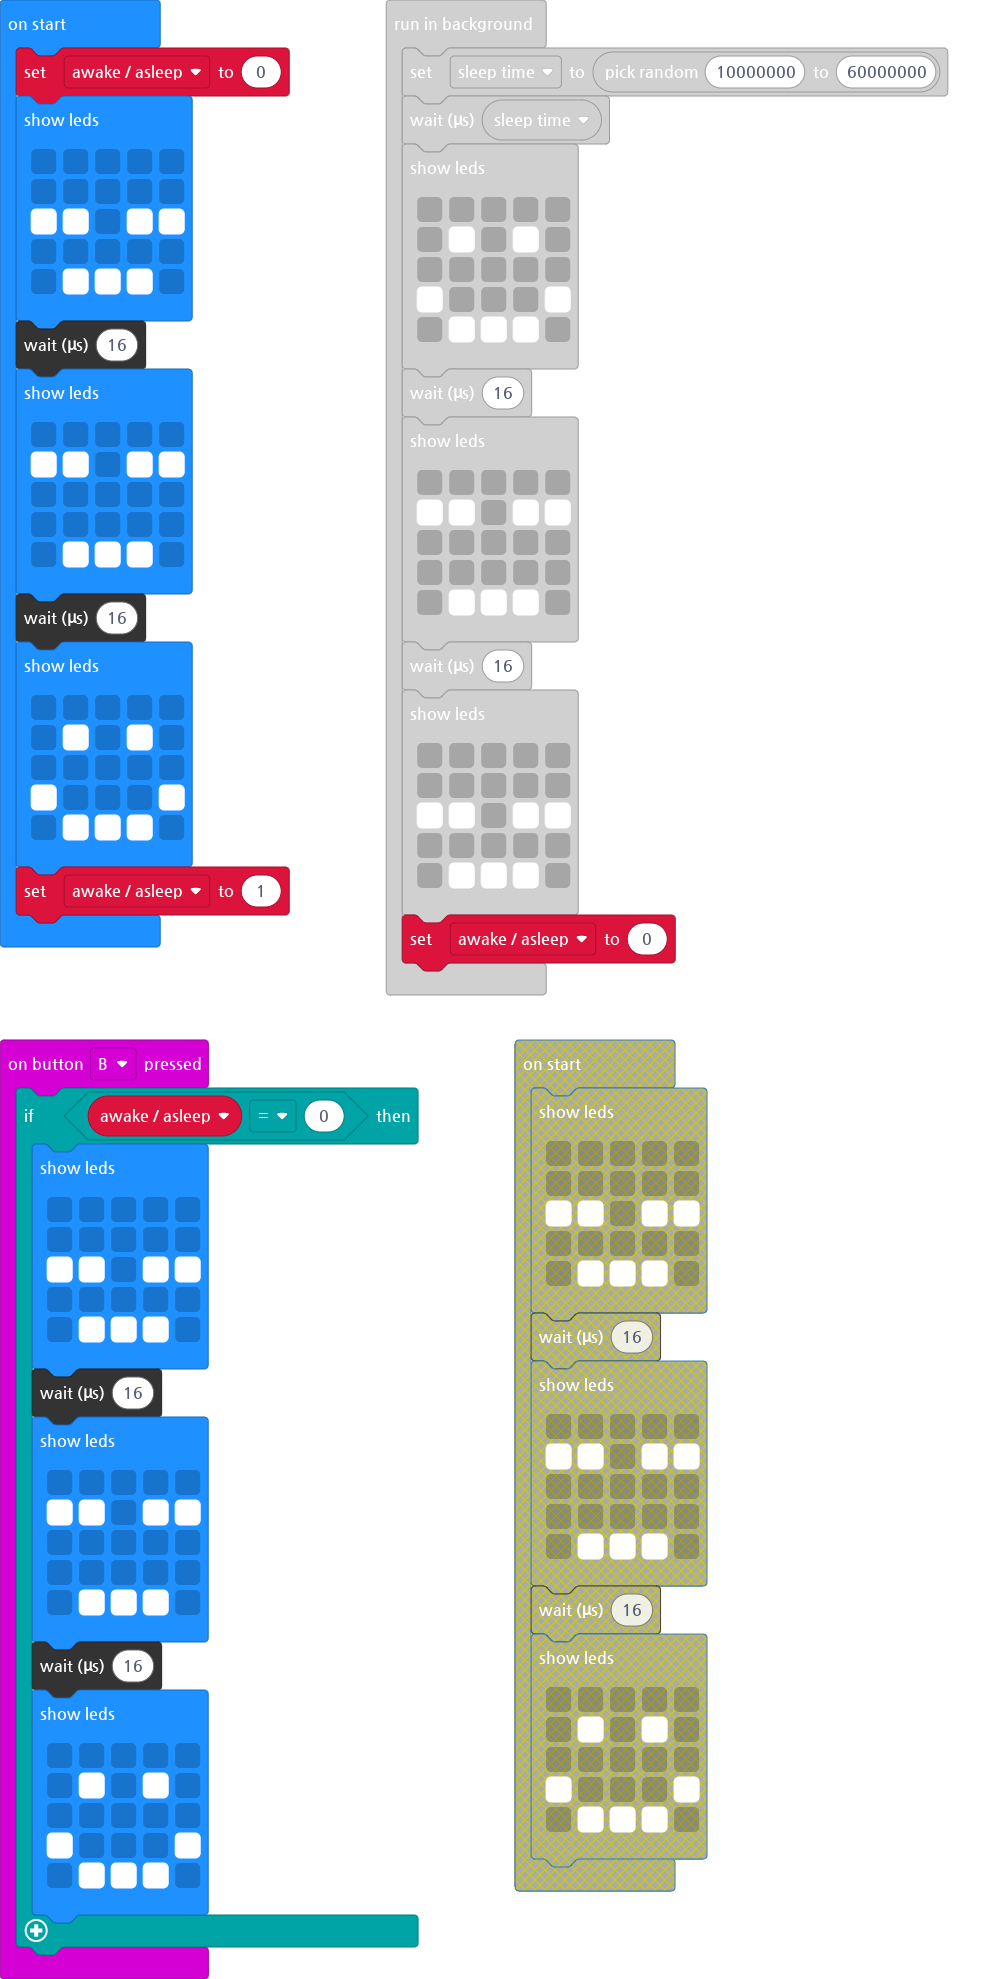 on start
set awake / asleep to 0
show leds
wait (µs) 16
show leds
wait (µs) 16
show leds
set awake / asleep to 1
run in background
set sleep time to pick random 10000000 to 60000000
wait (µs) sleep time
show leds
wait (µs) 16
show leds
wait (µs) 16
show leds
set awake / asleep to 0
on button B pressed
if awake / asleep = 0 then
show leds
wait (µs) 16
show leds
wait (µs) 16
show leds
on start
show leds
wait (µs) 16
show leds
wait (µs) 16
show leds